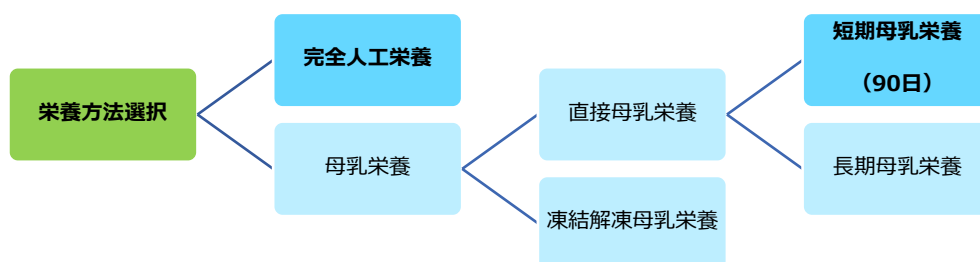 栄養方法選択
完全人工栄養
母乳栄養
直接母乳栄養
凍結解凍母乳栄養
短期母乳栄養
（90日）
長期母乳栄養